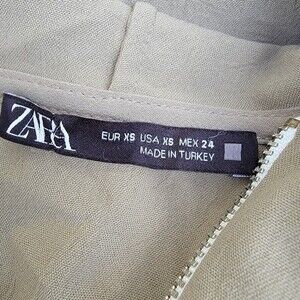 ZARA
EUR XS USA XS MEX 24
MADE IN TURKEY